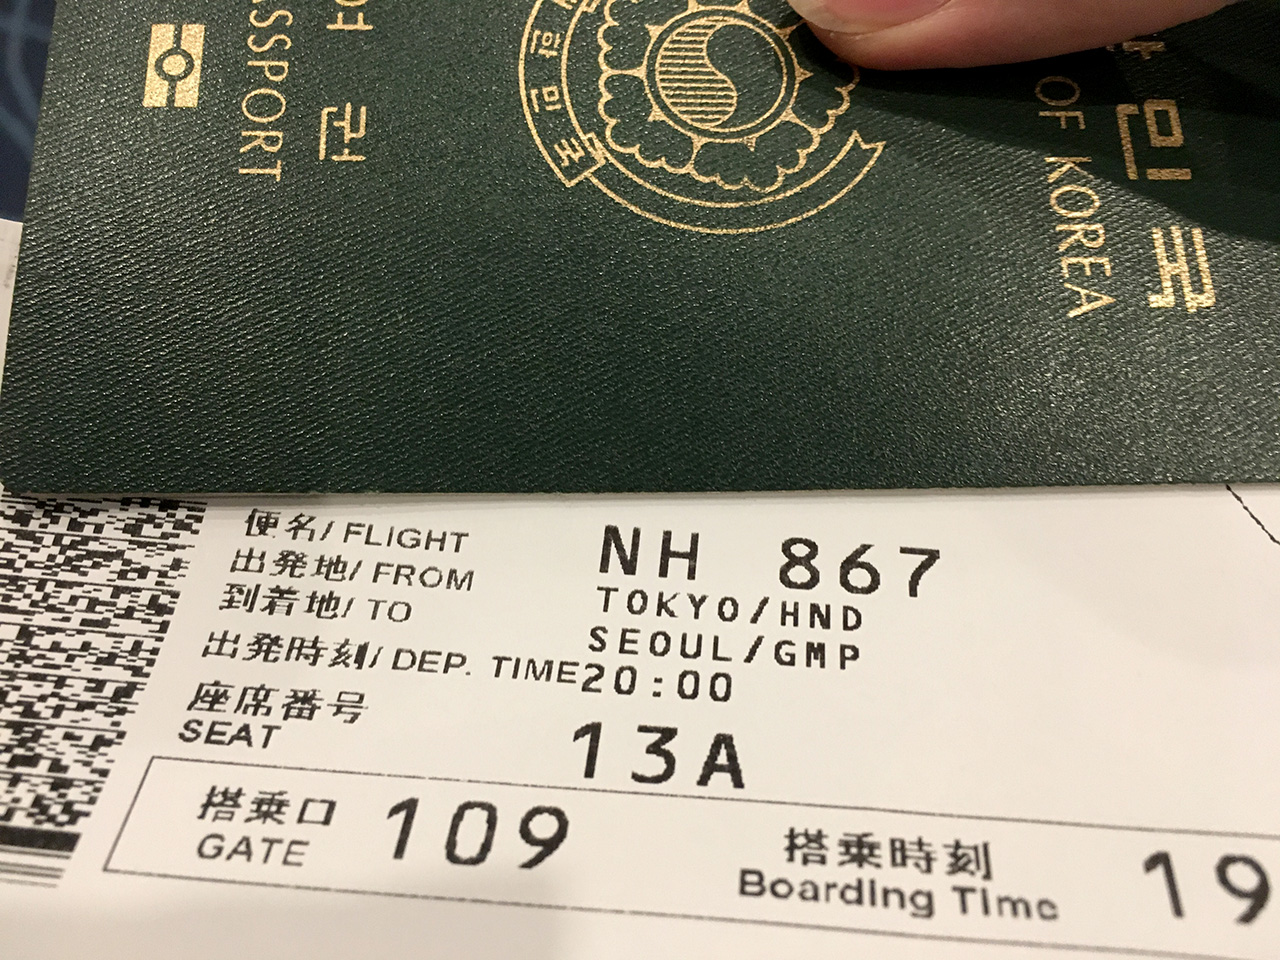 PASSPORT
여 권
대한민국
OF KOREA
민국
便名/ FLIGHT NH 867
出発地/ FROM TOKYO/HND
到着地/ TO SEOUL/GMP
出発時刻/ DEP. TIME 20:00
座席番号
SEAT 13A
搭乗口
GATE 109
搭乗時刻
Boarding Time 19